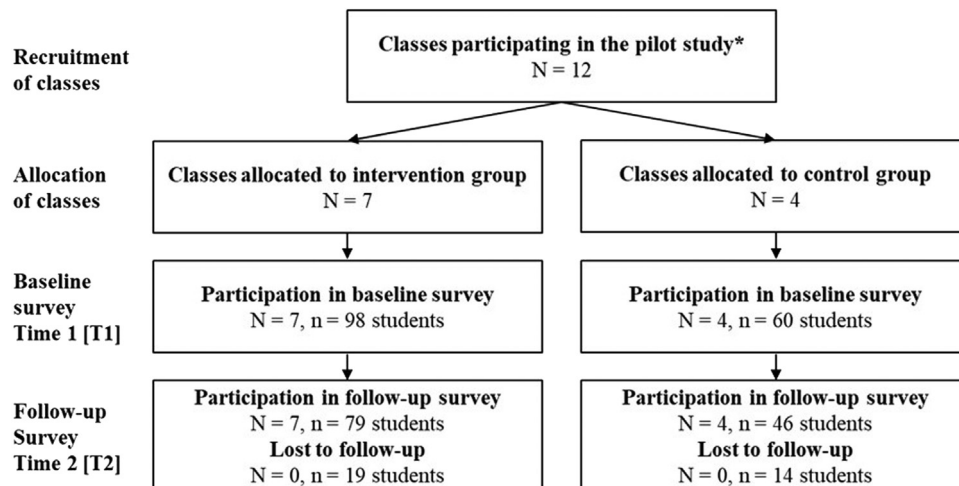 Recruitment
of classes
Classes participating in the pilot study*
N = 12
Allocation
of classes
Classes allocated to intervention group
N = 7
Classes allocated to control group
N = 4
Baseline
survey
Time 1 [T1]
Participation in baseline survey
N = 7, n = 98 students
Participation in baseline survey
N = 4, n = 60 students
Follow-up
Survey
Time 2 [T2]
Participation in follow-up survey
N = 7, n = 79 students
Lost to follow-up
N = 0, n = 19 students
Participation in follow-up survey
N = 4, n = 46 students
Lost to follow-up
N = 0, n = 14 students